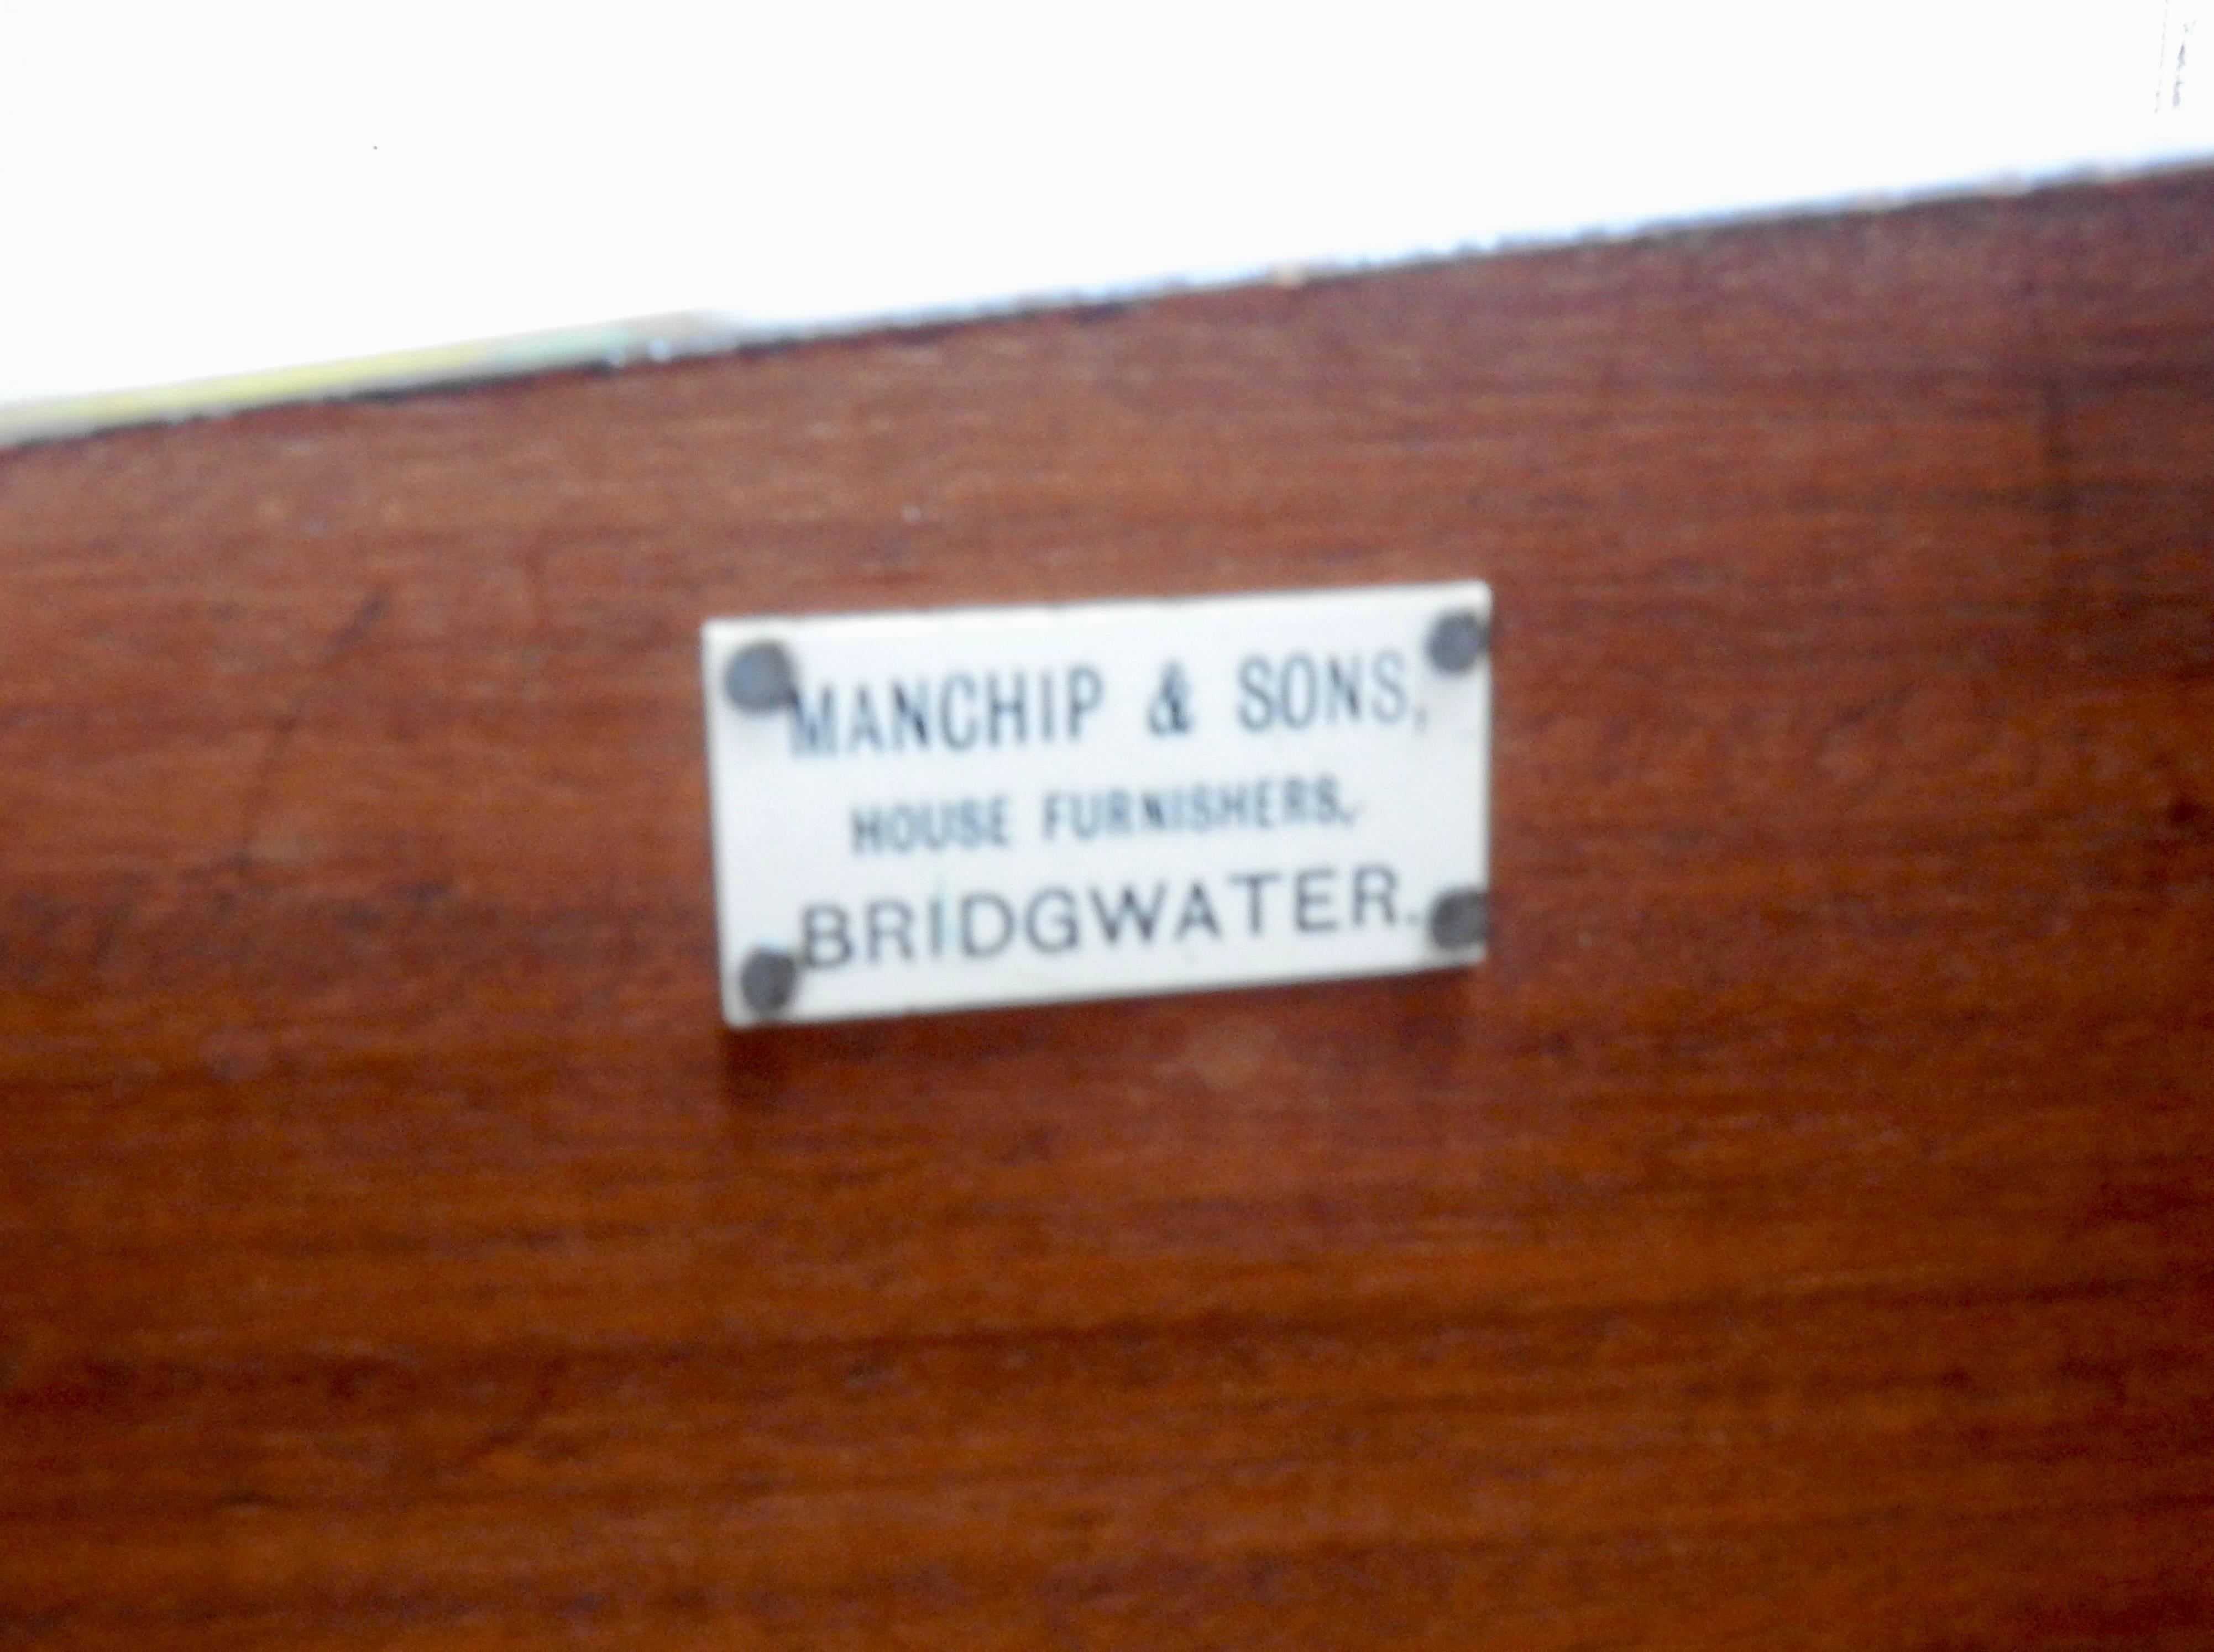 MANCHIP & SONS,
HOUSE FURNISHERS,
BRIDGWATER.